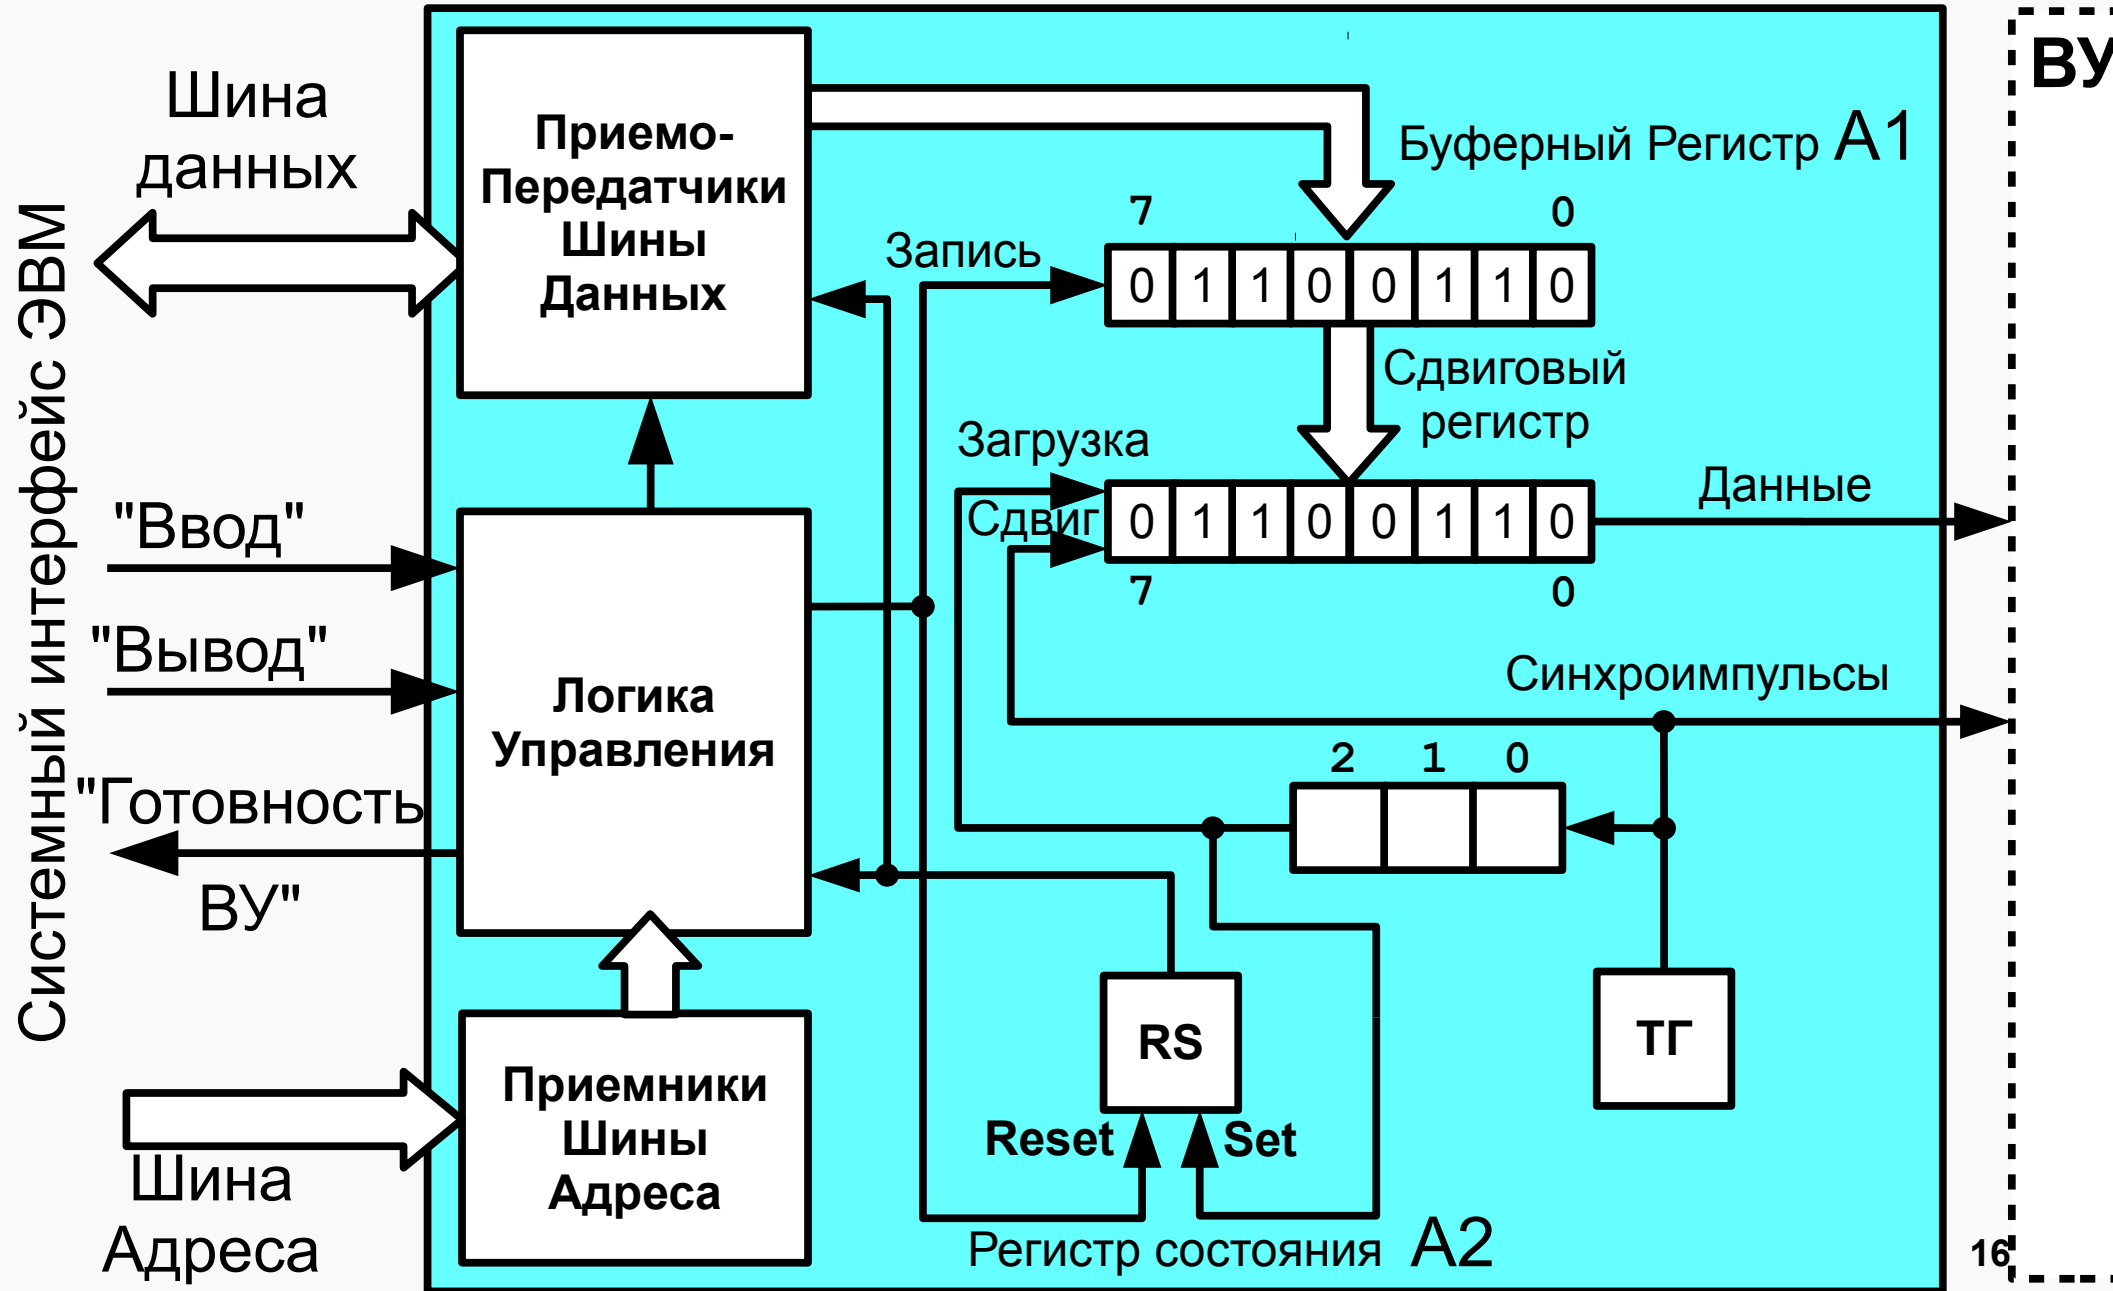 Системный интерфейс ЭВМ
Шина
данных
"Ввод"
"Вывод"
"Готовность
ВУ"
Шина
Адреса
Приемо-
Передатчики
Шины
Данных
Логика
Управления
Приемники
Шины
Адреса
Буферный Регистр А1
7 0
Запись
0 1 1 0 0 1 1 0
Сдвиговый
регистр
Загрузка
Сдвиг
0 1 1 0 0 1 1 0
7 0
Данные
Синхроимпульсы
2 1 0
RS
ТГ
Reset Set
Регистр состояния А2
ВУ
16